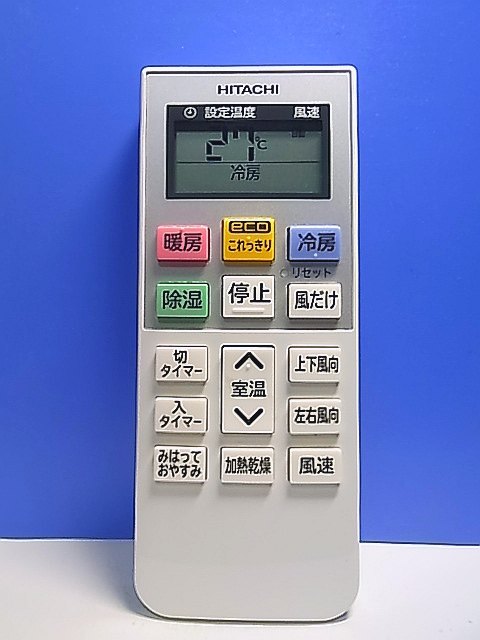 HITACHI
設定温度 風速
27℃
冷房
暖房 eco これっきり 冷房
リセット
除湿 停止 風だけ
切タイマー 室温 上下風向
入タイマー 左右風向
みはっておやすみ 加熱乾燥 風速